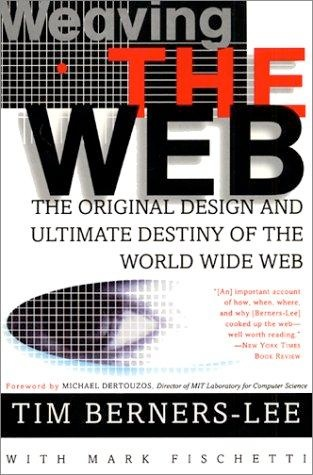 Weaving
THE
WEB
THE ORIGINAL DESIGN AND
ULTIMATE DESTINY OF THE
WORLD WIDE WEB
"[An] important account
of how, when, where,
and why [Berners-Lee]
cooked up the web—
well worth reading."
—NEW YORK TIMES
BOOK REVIEW
Foreword by MICHAEL DERTOUZOS, Director of MIT Laboratory for Computer Science
TIM BERNERS-LEE
WITH MARK FISCHETTI